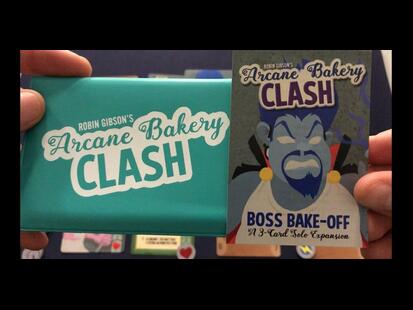 ROBIN GIBSON'S
Arcane Bakery
CLASH
ROBIN GIBSON'S
Arcane Bakery
CLASH
BOSS BAKE-OFF
A 3-Card Solo Expansion